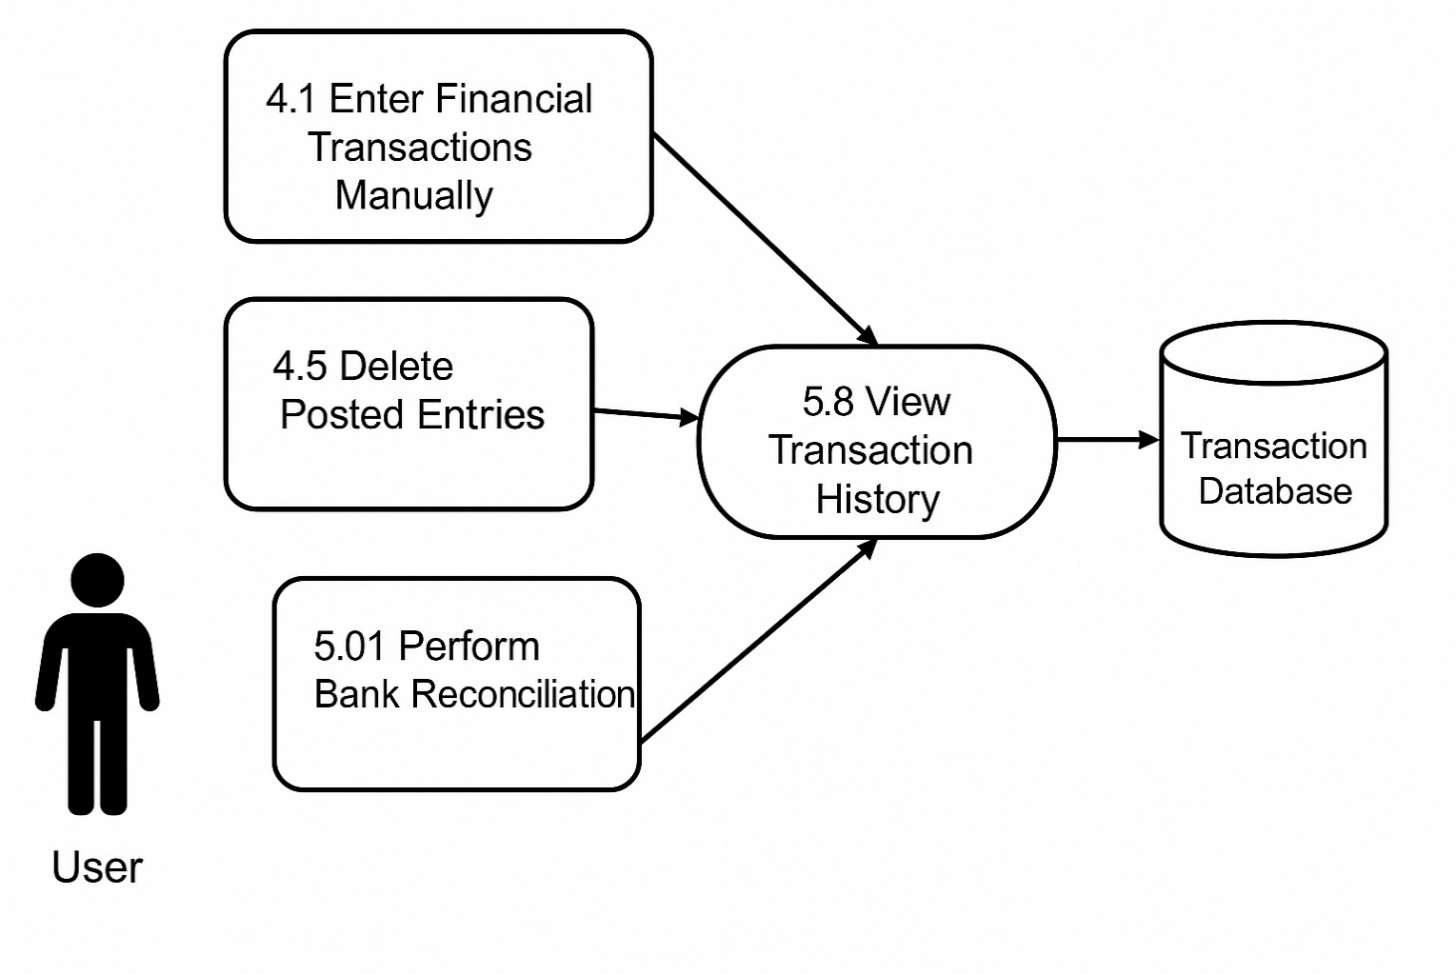 4.1 Enter Financial
Transactions
Manually
4.5 Delete
Posted Entries
5.8 View
Transaction
History
Transaction
Database
5.01 Perform
Bank Reconciliation
User